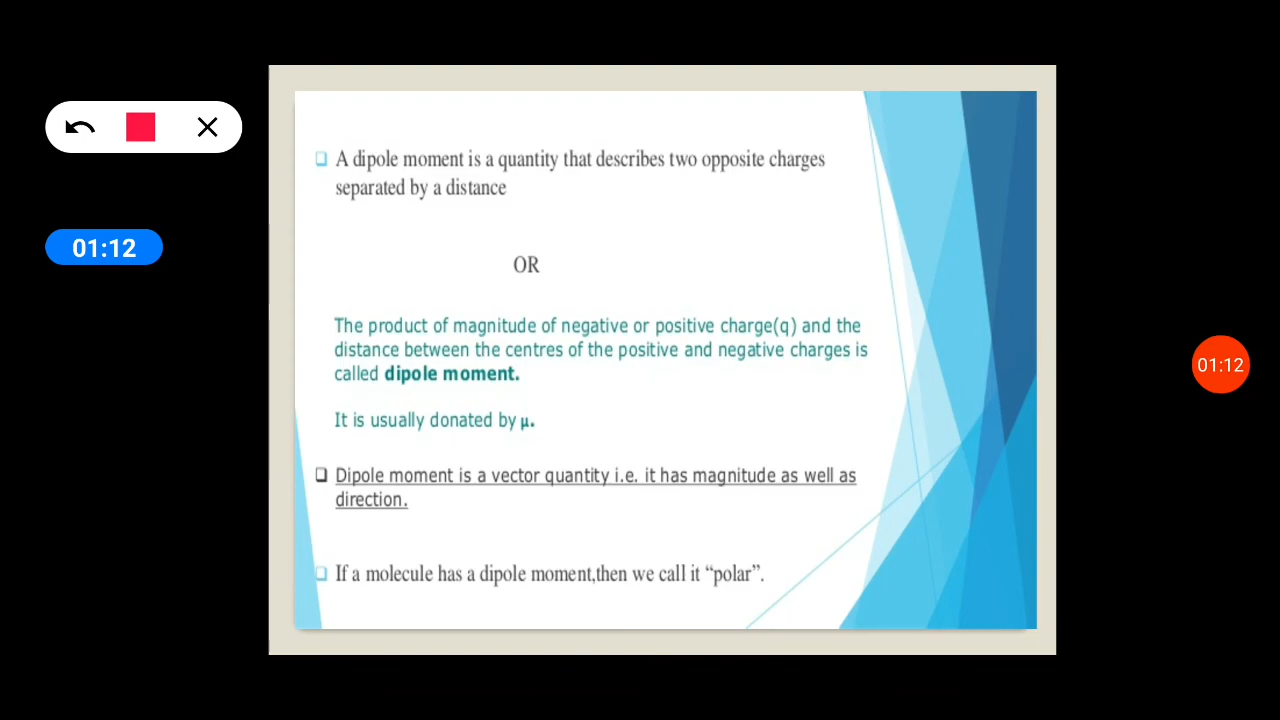 01:12
01:12
A dipole moment is a quantity that describes two opposite charges
separated by a distance
OR
The product of magnitude of negative or positive charge(q) and the
distance between the centres of the positive and negative charges is
called dipole moment.
It is usually donated by μ.
Dipole moment is a vector quantity i.e. it has magnitude as well as
direction.
If a molecule has a dipole moment,then we call it “polar”.